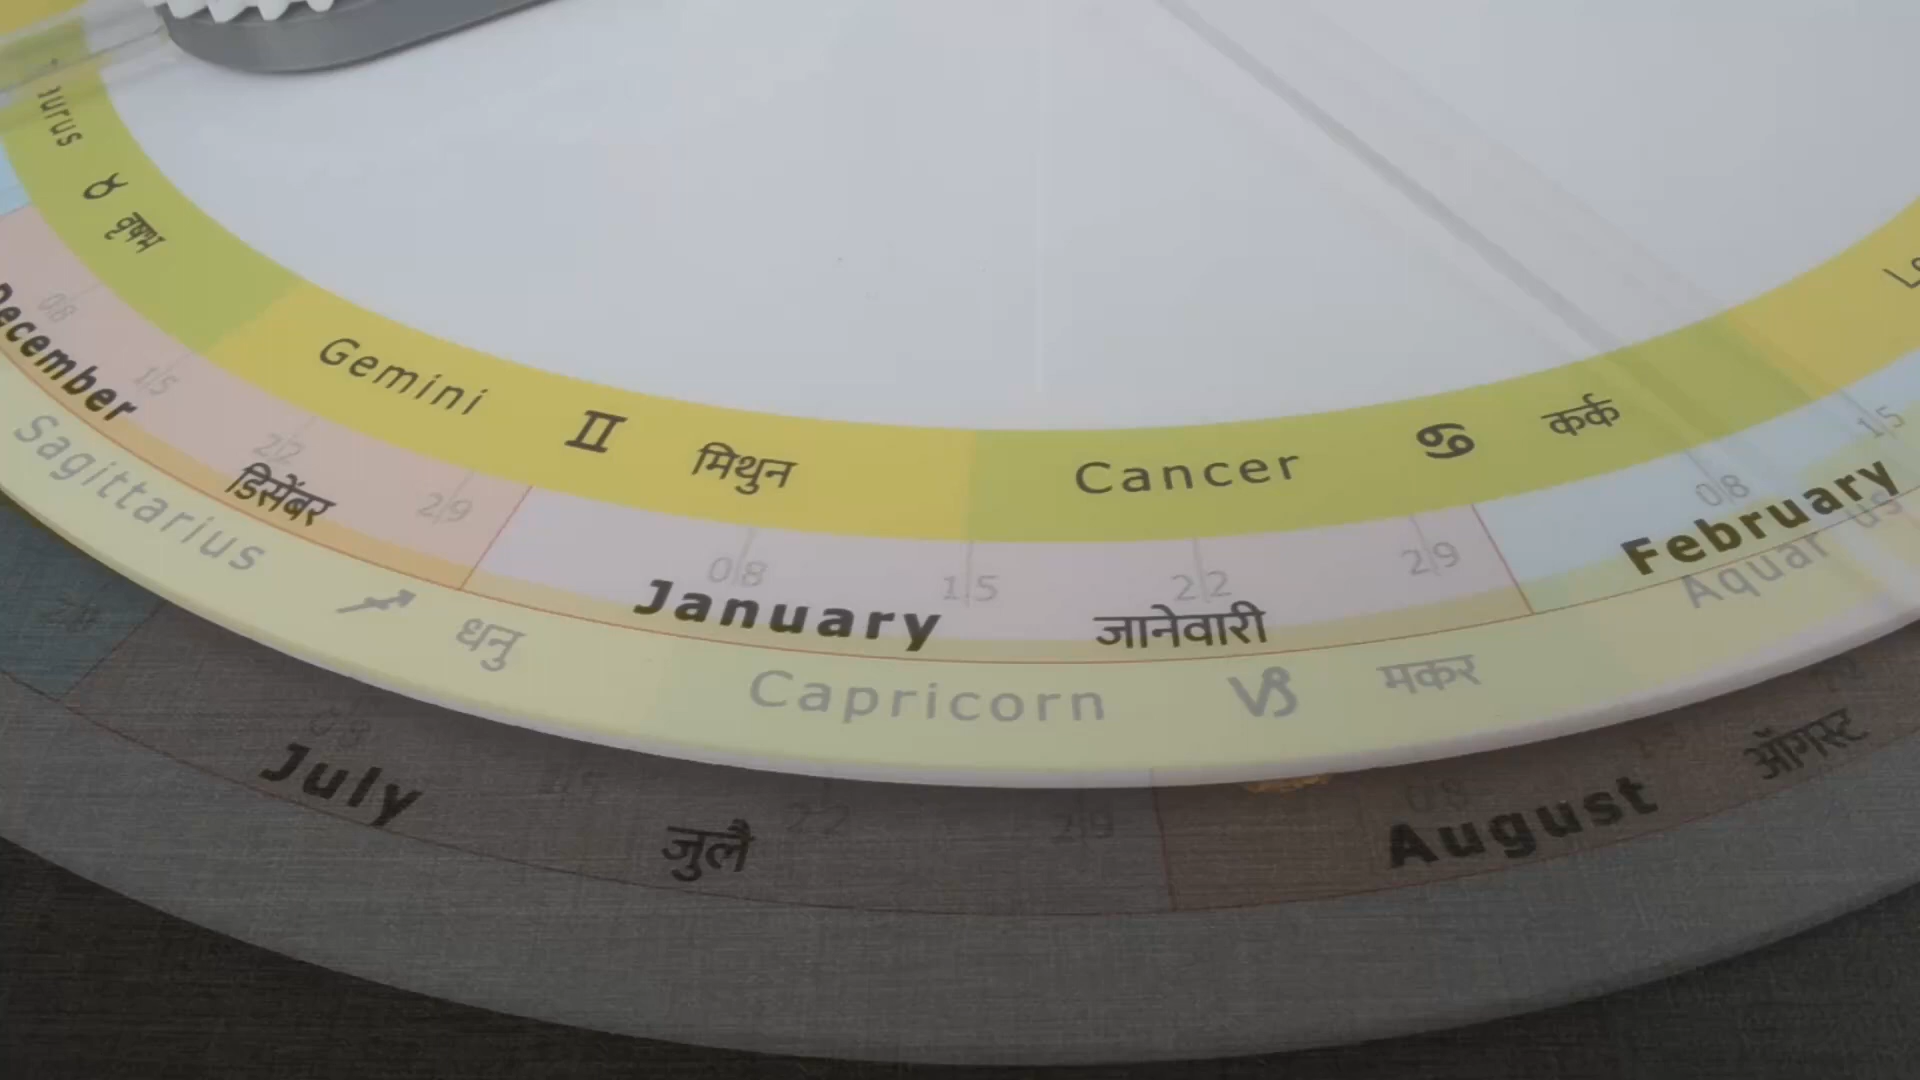 ♉ वृषभ
Gemini ♊ मिथुन
Cancer ♋ कर्क
08 15 22 29
December डिसेंबर
08 15 22 29
January जानेवारी
08 15
February
Sagittarius ♐ धनु
Capricorn ♑ मकर
July जुलै
22 29
August ऑगस्ट
08